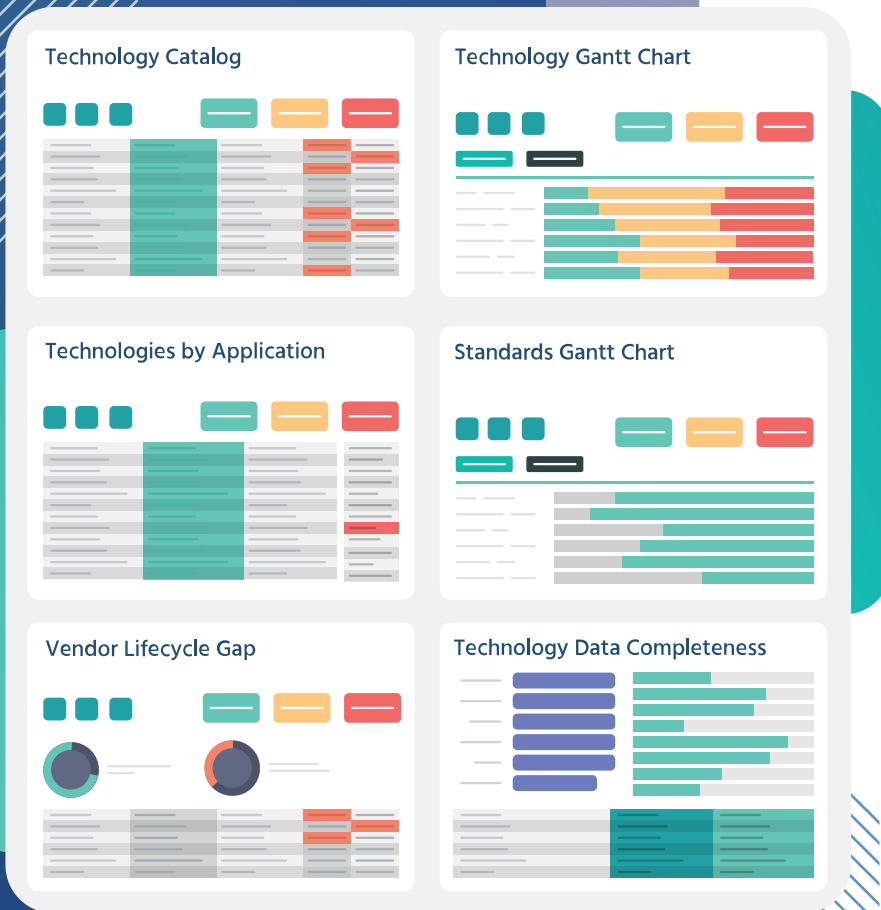 Technology Catalog
Technology Gantt Chart
Technologies by Application
Standards Gantt Chart
Vendor Lifecycle Gap
Technology Data Completeness